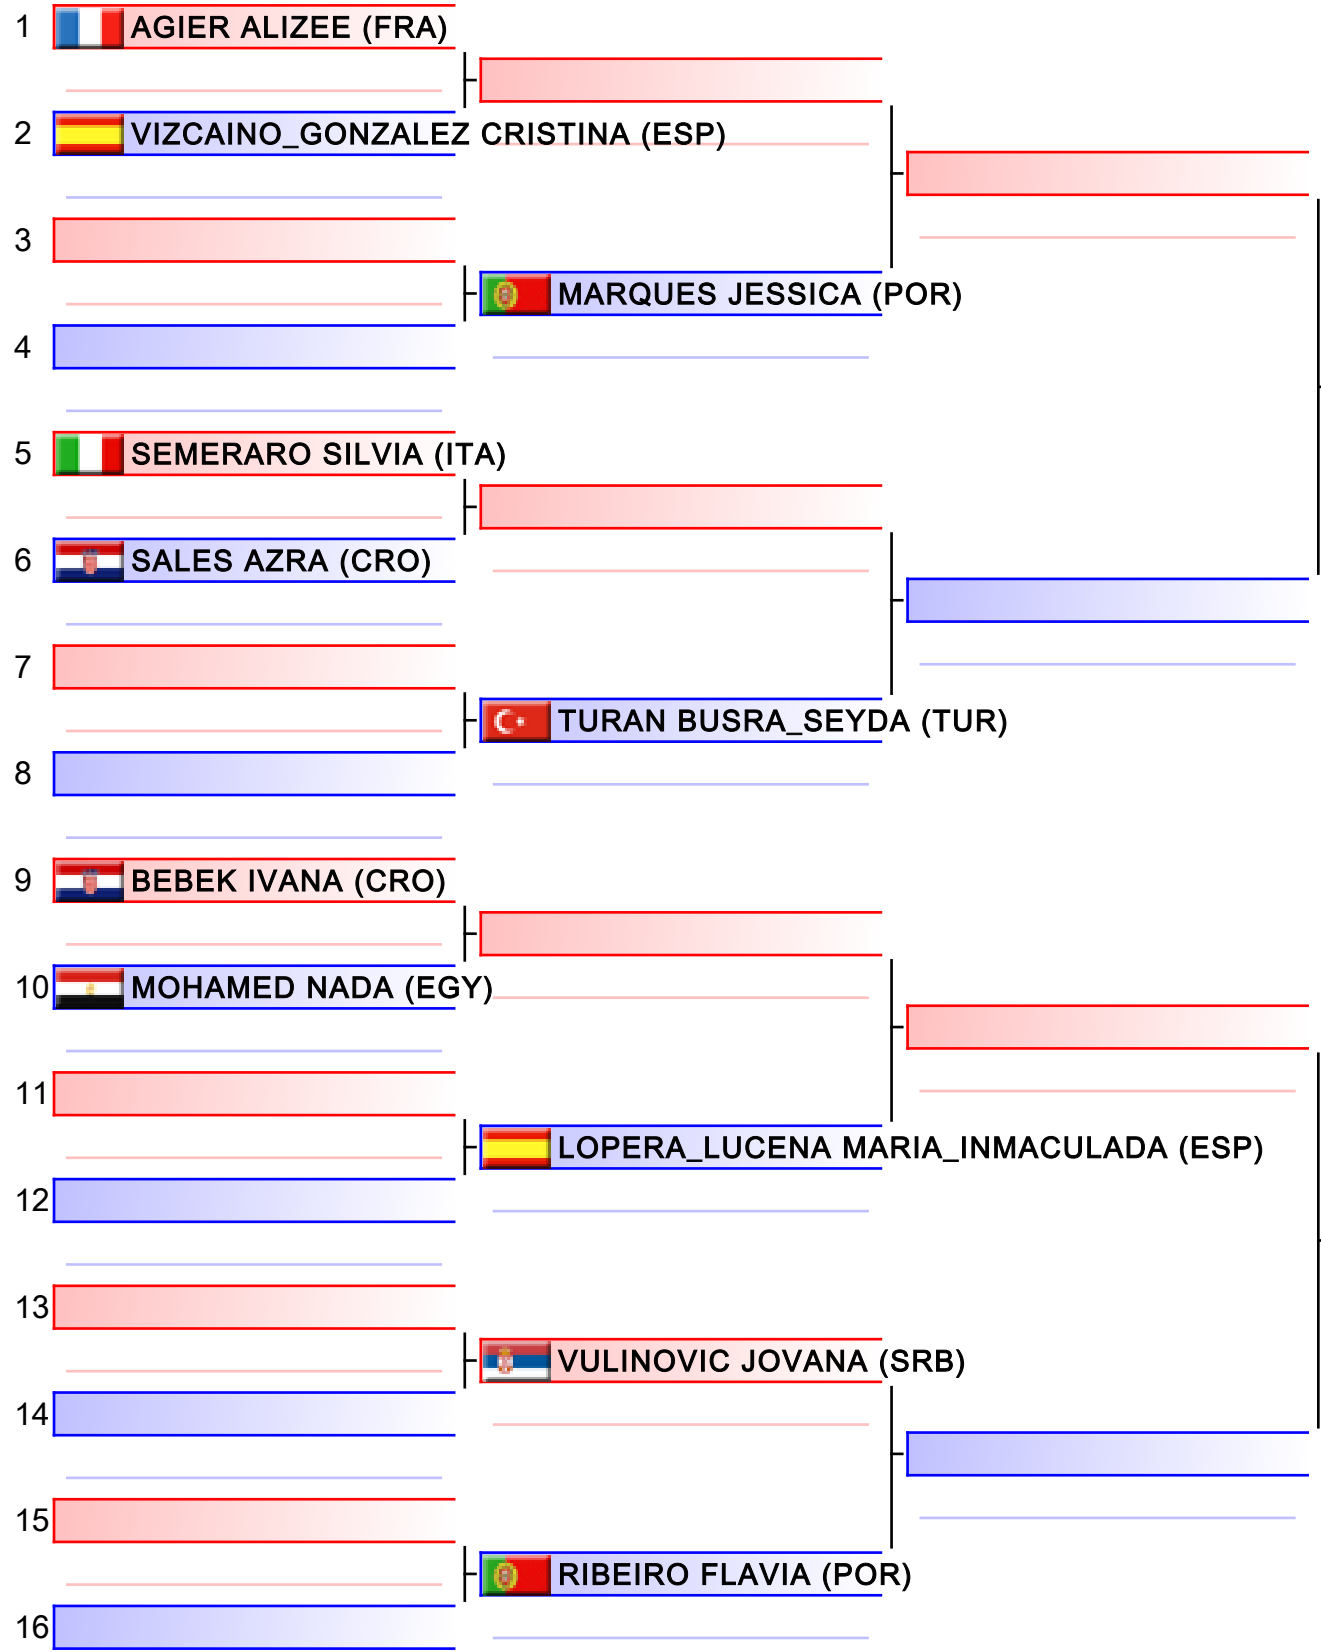 1 AGIER ALIZEE (FRA)
2 VIZCAINO_GONZALEZ CRISTINA (ESP)
3
MARQUES JESSICA (POR)
4
5 SEMERARO SILVIA (ITA)
6 SALES AZRA (CRO)
7
TURAN BUSRA_SEYDA (TUR)
8
9 BEBEK IVANA (CRO)
10 MOHAMED NADA (EGY)
11
LOPERA_LUCENA MARIA_INMACULADA (ESP)
12
13
VULINOVIC JOVANA (SRB)
14
15
RIBEIRO FLAVIA (POR)
16